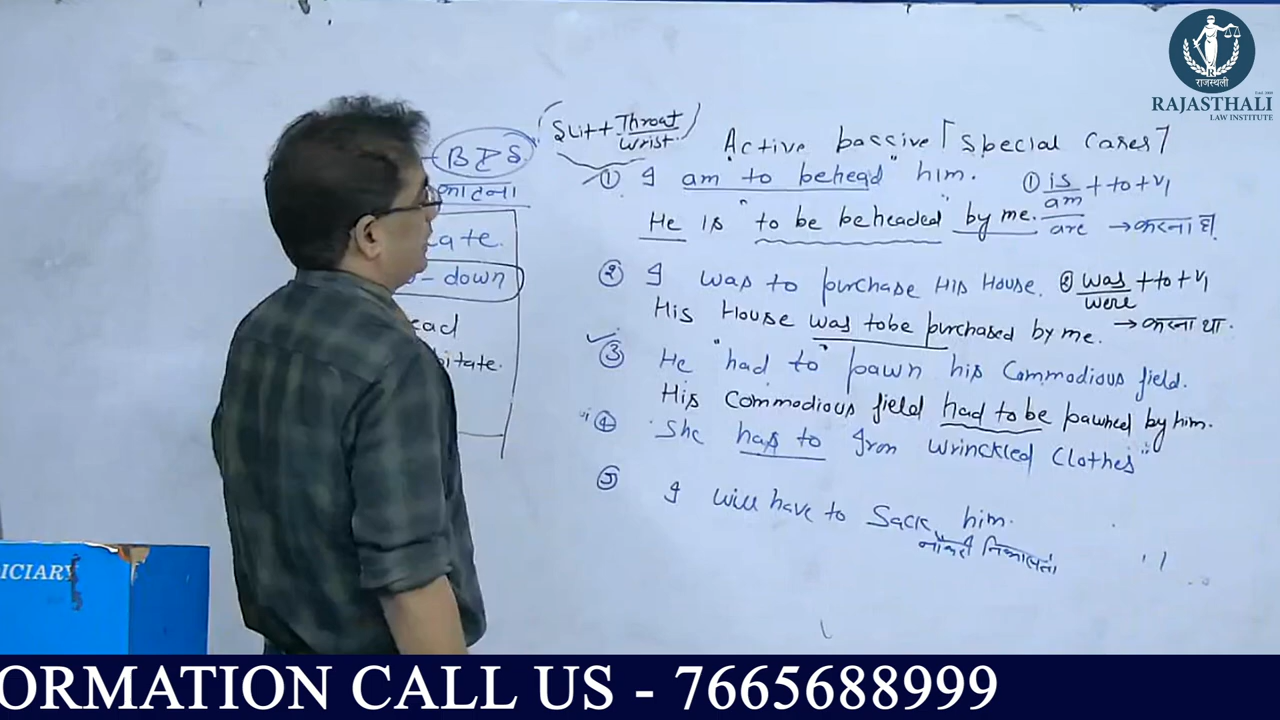 राजस्थली
RAJASTHALI
LAW INSTITUTE
Slit + Throat
Wrist
Active passive [Special Cases]
① I am to behead him. ① is + to + V1
am
He is "to be beheaded" by me. are → करना है
② I was to purchase His House. ② was + to + V1
were
His House was to be purchased by me. → करना था
③ He "had to" pawn his Commodious field.
His Commodious field had to be pawned by him.
④ She has to Iron wrinckled clothes"
⑤ I will have to Sack him.
नौकरी निकालना
काटना
ate.
-down
ead
itate.
ICIARY
ORMATION CALL US - 7665688999